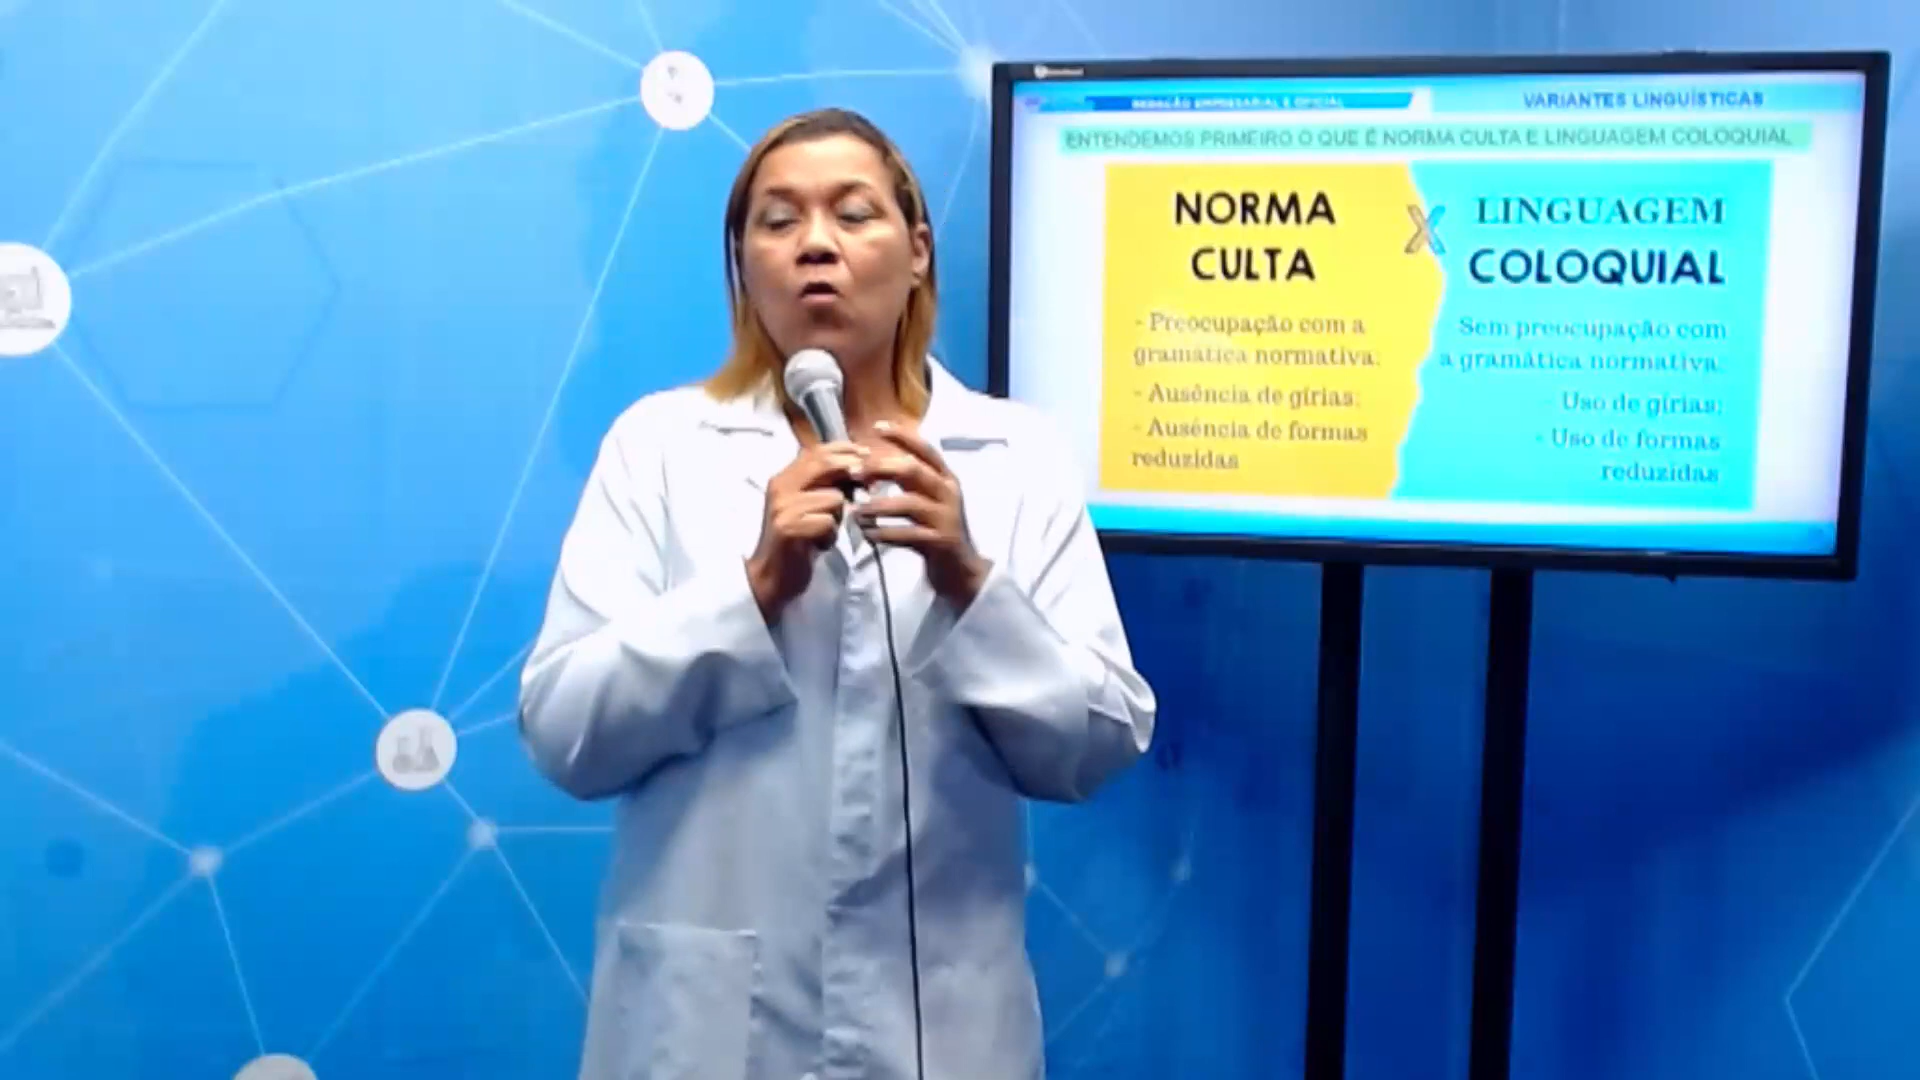 REDAÇÃO EMPRESARIAL E OFICIAL
VARIANTES LINGUÍSTICAS
ENTENDEMOS PRIMEIRO O QUE É NORMA CULTA E LINGUAGEM COLOQUIAL
NORMA
CULTA
- Preocupação com a
gramática normativa;
- Ausência de gírias;
- Ausência de formas
reduzidas
X
LINGUAGEM
COLOQUIAL
Sem preocupação com
a gramática normativa;
- Uso de gírias;
- Uso de formas
reduzidas